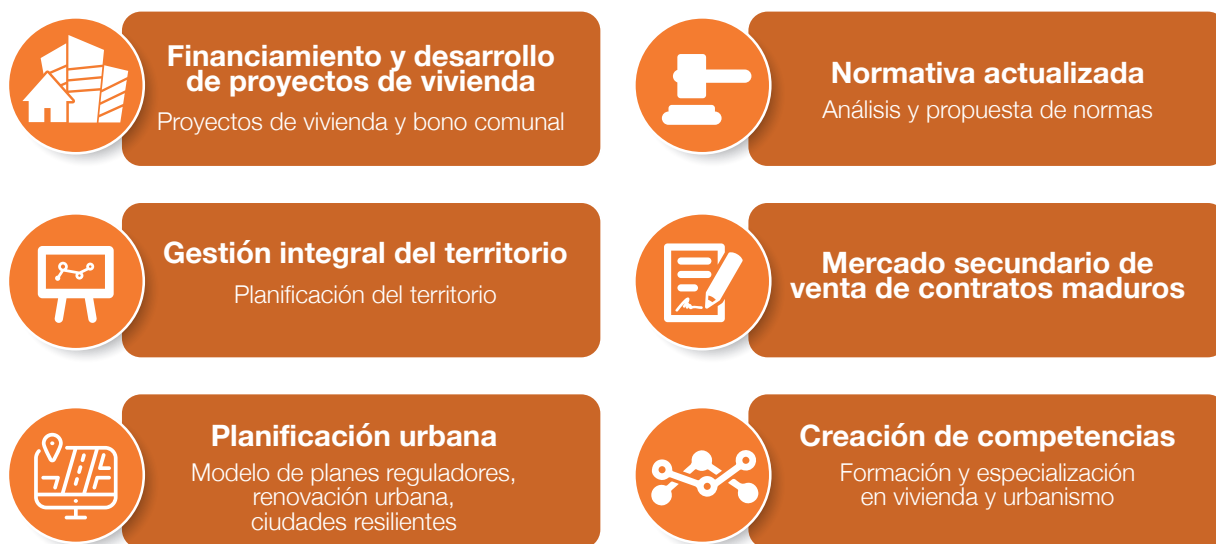 Financiamiento y desarrollo
de proyectos de vivienda
Proyectos de vivienda y bono comunal
Normativa actualizada
Análisis y propuesta de normas
Gestión integral del territorio
Planificación del territorio
Mercado secundario de
venta de contratos maduros
Planificación urbana
Modelo de planes reguladores,
renovación urbana,
ciudades resilientes
Creación de competencias
Formación y especialización
en vivienda y urbanismo